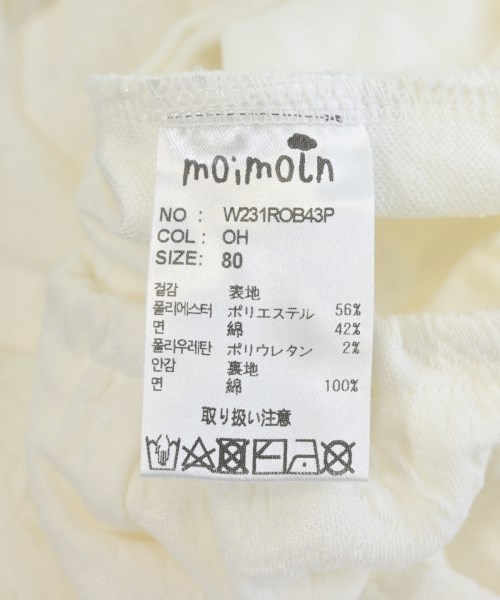 moimoln
NO : W231ROB43P
COL : OH
SIZE: 80
겉감 表地
폴리에스터 ポリエステル 56%
면 綿 42%
폴리우레탄 ポリウレタン 2%
안감 裏地
면 綿 100%
取り扱い注意